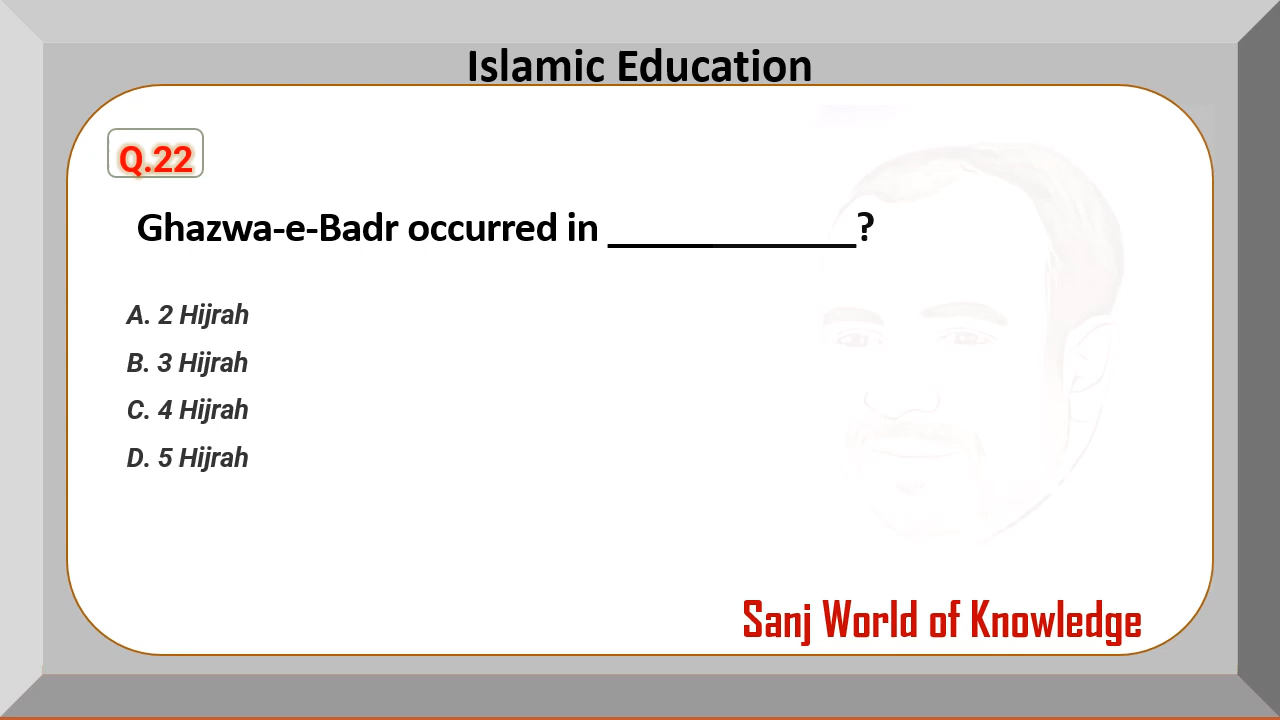 Islamic Education
Q.22
Ghazwa-e-Badr occurred in ____________?
A. 2 Hijrah
B. 3 Hijrah
C. 4 Hijrah
D. 5 Hijrah
Sanj World of Knowledge